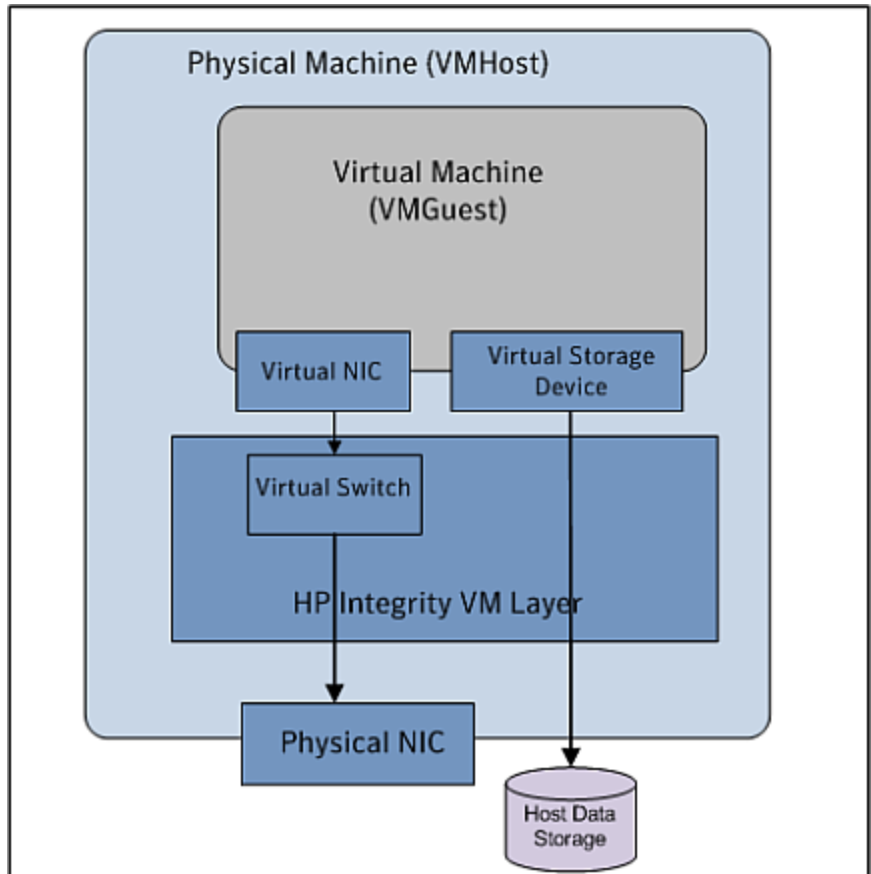 Physical Machine (VMHost)
Virtual Machine
(VMGuest)
Virtual NIC
Virtual Storage
Device
Virtual Switch
HP Integrity VM Layer
Physical NIC
Host Data
Storage